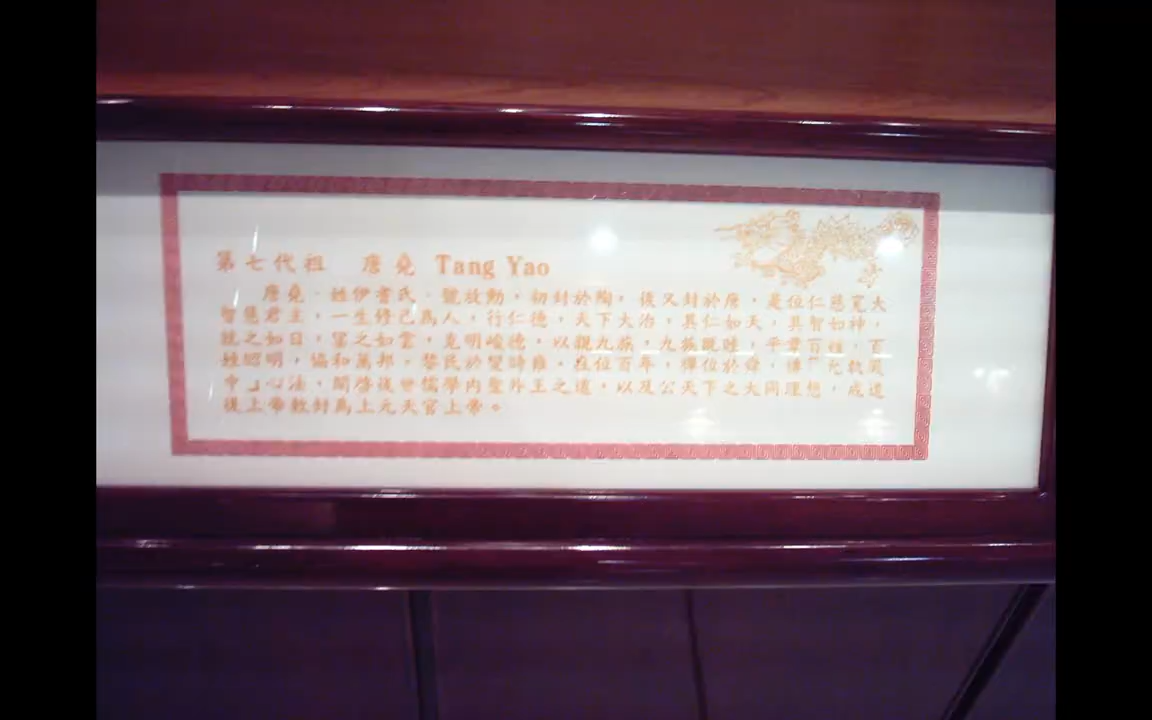 第七代祖 唐堯 Tang Yao
唐堯，姓伊耆氏，號放勳，初封於陶，後又封於唐，是位仁慈寬大
智慧君主，一生修己為人，行仁德，天下大治，其仁如天，其智如神，
就之如日，望之如雲，克明峻德，以親九族，九族既睦，平章百姓，百
姓昭明，協和萬邦，黎民於變時雍，在位百年，禪位於舜，傳「允執厥
中」心法，開啓後世儒學內聖外王之道，以及公天下之大同理想，成道
後上帝敕封為上元天官上帝。